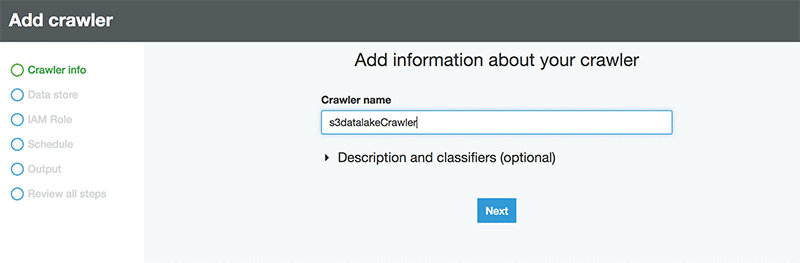 Add crawler
Crawler info
Data store
IAM Role
Schedule
Output
Review all steps
Add information about your crawler
Crawler name
s3datalakeCrawler
Description and classifiers (optional)
Next